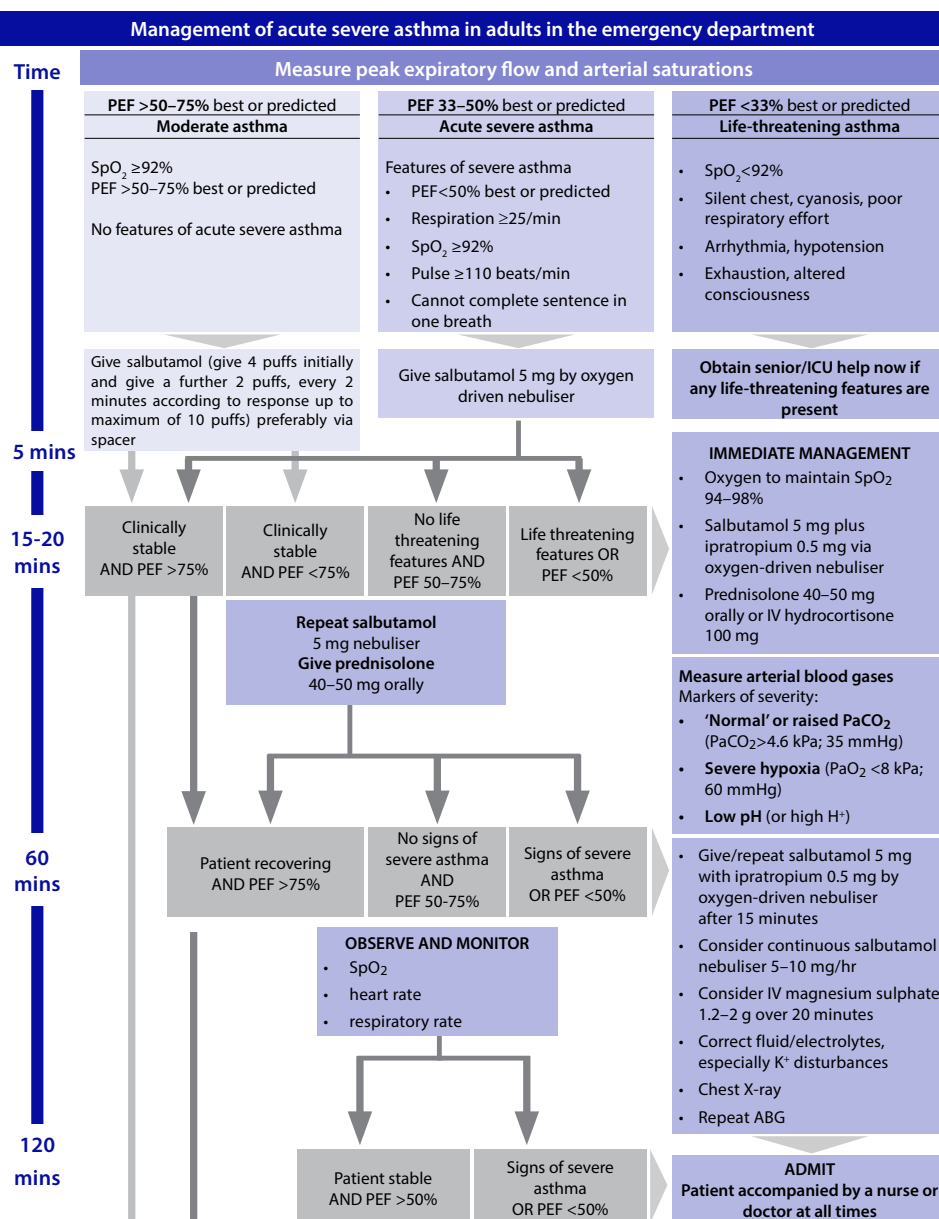 Management of acute severe asthma in adults in the emergency department
Time
Measure peak expiratory flow and arterial saturations
PEF >50–75% best or predicted
Moderate asthma
SpO2 ≥92%
PEF >50–75% best or predicted
No features of acute severe asthma
PEF 33–50% best or predicted
Acute severe asthma
Features of severe asthma
• PEF<50% best or predicted
• Respiration ≥25/min
• SpO2 ≥92%
• Pulse ≥110 beats/min
• Cannot complete sentence in
one breath
PEF <33% best or predicted
Life-threatening asthma
• SpO2<92%
• Silent chest, cyanosis, poor
respiratory effort
• Arrhythmia, hypotension
• Exhaustion, altered
consciousness
Give salbutamol (give 4 puffs initially
and give a further 2 puffs, every 2
minutes according to response up to
maximum of 10 puffs) preferably via
spacer
Give salbutamol 5 mg by oxygen
driven nebuliser
Obtain senior/ICU help now if
any life-threatening features are
present
5 mins
IMMEDIATE MANAGEMENT
• Oxygen to maintain SpO2
94–98%
• Salbutamol 5 mg plus
ipratropium 0.5 mg via
oxygen-driven nebuliser
• Prednisolone 40–50 mg
orally or IV hydrocortisone
100 mg
15-20
mins
Clinically
stable
AND PEF >75%
Clinically
stable
AND PEF <75%
No life
threatening
features AND
PEF 50–75%
Life threatening
features OR
PEF <50%
Repeat salbutamol
5 mg nebuliser
Give prednisolone
40–50 mg orally
Measure arterial blood gases
Markers of severity:
• 'Normal' or raised PaCO2
(PaCO2>4.6 kPa; 35 mmHg)
• Severe hypoxia (PaO2 <8 kPa;
60 mmHg)
• Low pH (or high H+)
60
mins
Patient recovering
AND PEF >75%
No signs of
severe asthma
AND
PEF 50-75%
Signs of severe
asthma
OR PEF <50%
• Give/repeat salbutamol 5 mg
with ipratropium 0.5 mg by
oxygen-driven nebuliser
after 15 minutes
• Consider continuous salbutamol
nebuliser 5–10 mg/hr
• Consider IV magnesium sulphate
1.2–2 g over 20 minutes
• Correct fluid/electrolytes,
especially K+ disturbances
• Chest X-ray
• Repeat ABG
OBSERVE AND MONITOR
• SpO2
• heart rate
• respiratory rate
120
mins
Patient stable
AND PEF >50%
Signs of severe
asthma
OR PEF <50%
ADMIT
Patient accompanied by a nurse or
doctor at all times